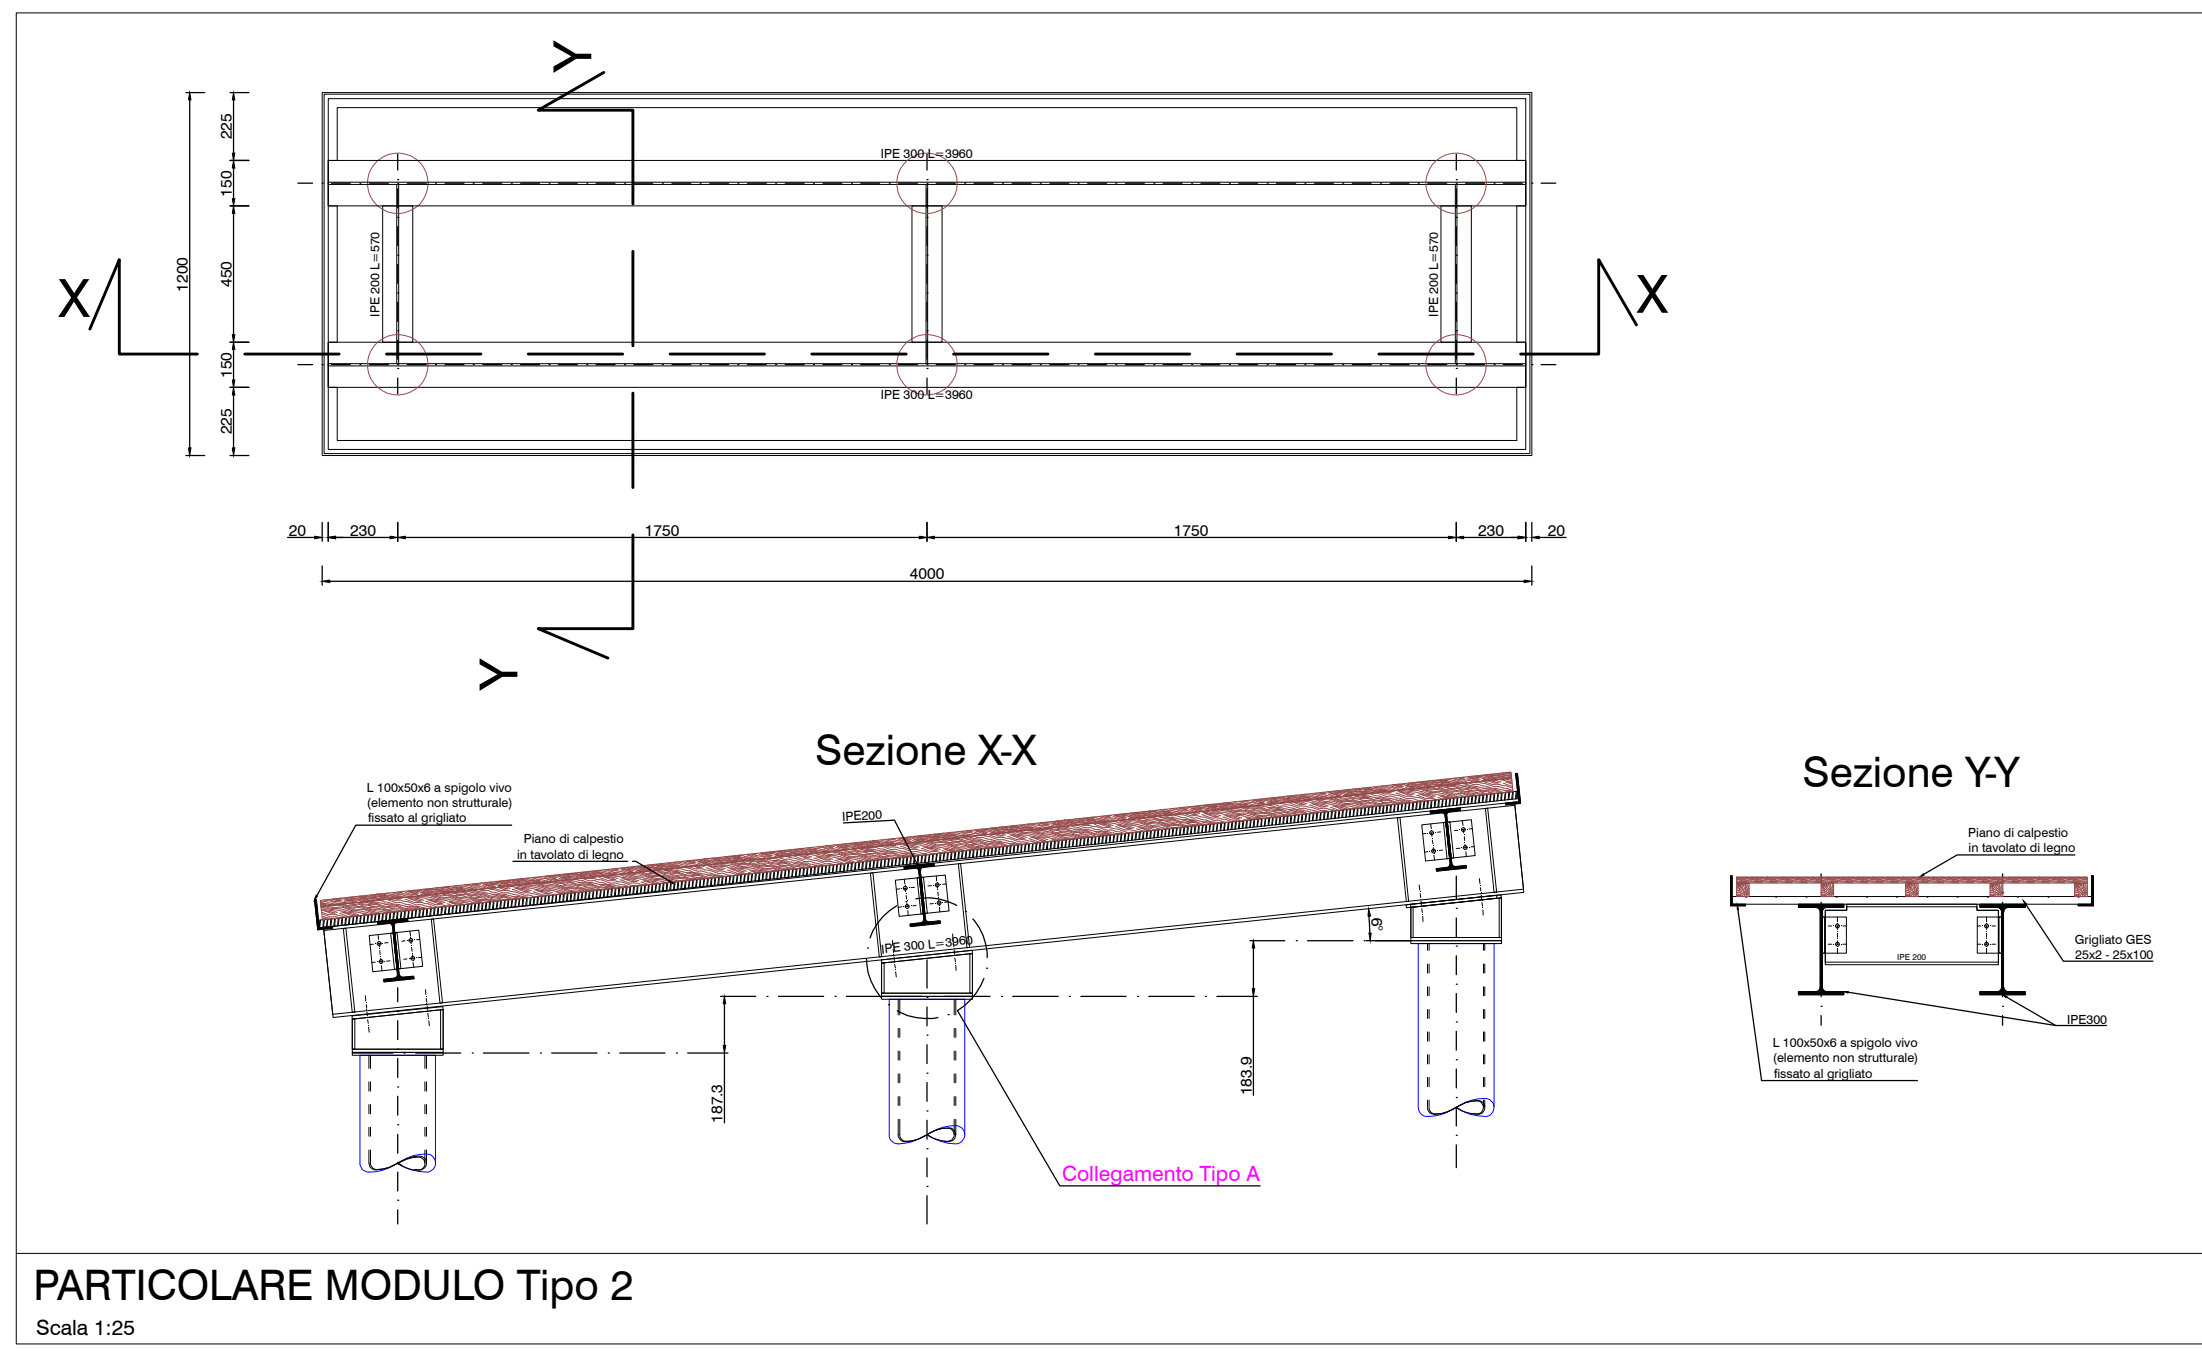 Y
225
IPE 300 L=3960
150
IPE 200 L=570
IPE 200 L=570
450
1200
X
X
150
IPE 300 L=3960
225
20
230
1750
1750
230
20
4000
Y
Sezione X-X
Sezione Y-Y
L 100x50x6 a spigolo vivo
(elemento non strutturale)
fissato al grigliato
IPE200
Piano di calpestio
in tavolato di legno
IPE 300 L=3960
6°
187.3
183.9
Collegamento Tipo A
Piano di calpestio
in tavolato di legno
Grigliato GES
25x2 - 25x100
IPE 200
IPE300
L 100x50x6 a spigolo vivo
(elemento non strutturale)
fissato al grigliato
PARTICOLARE MODULO Tipo 2
Scala 1:25